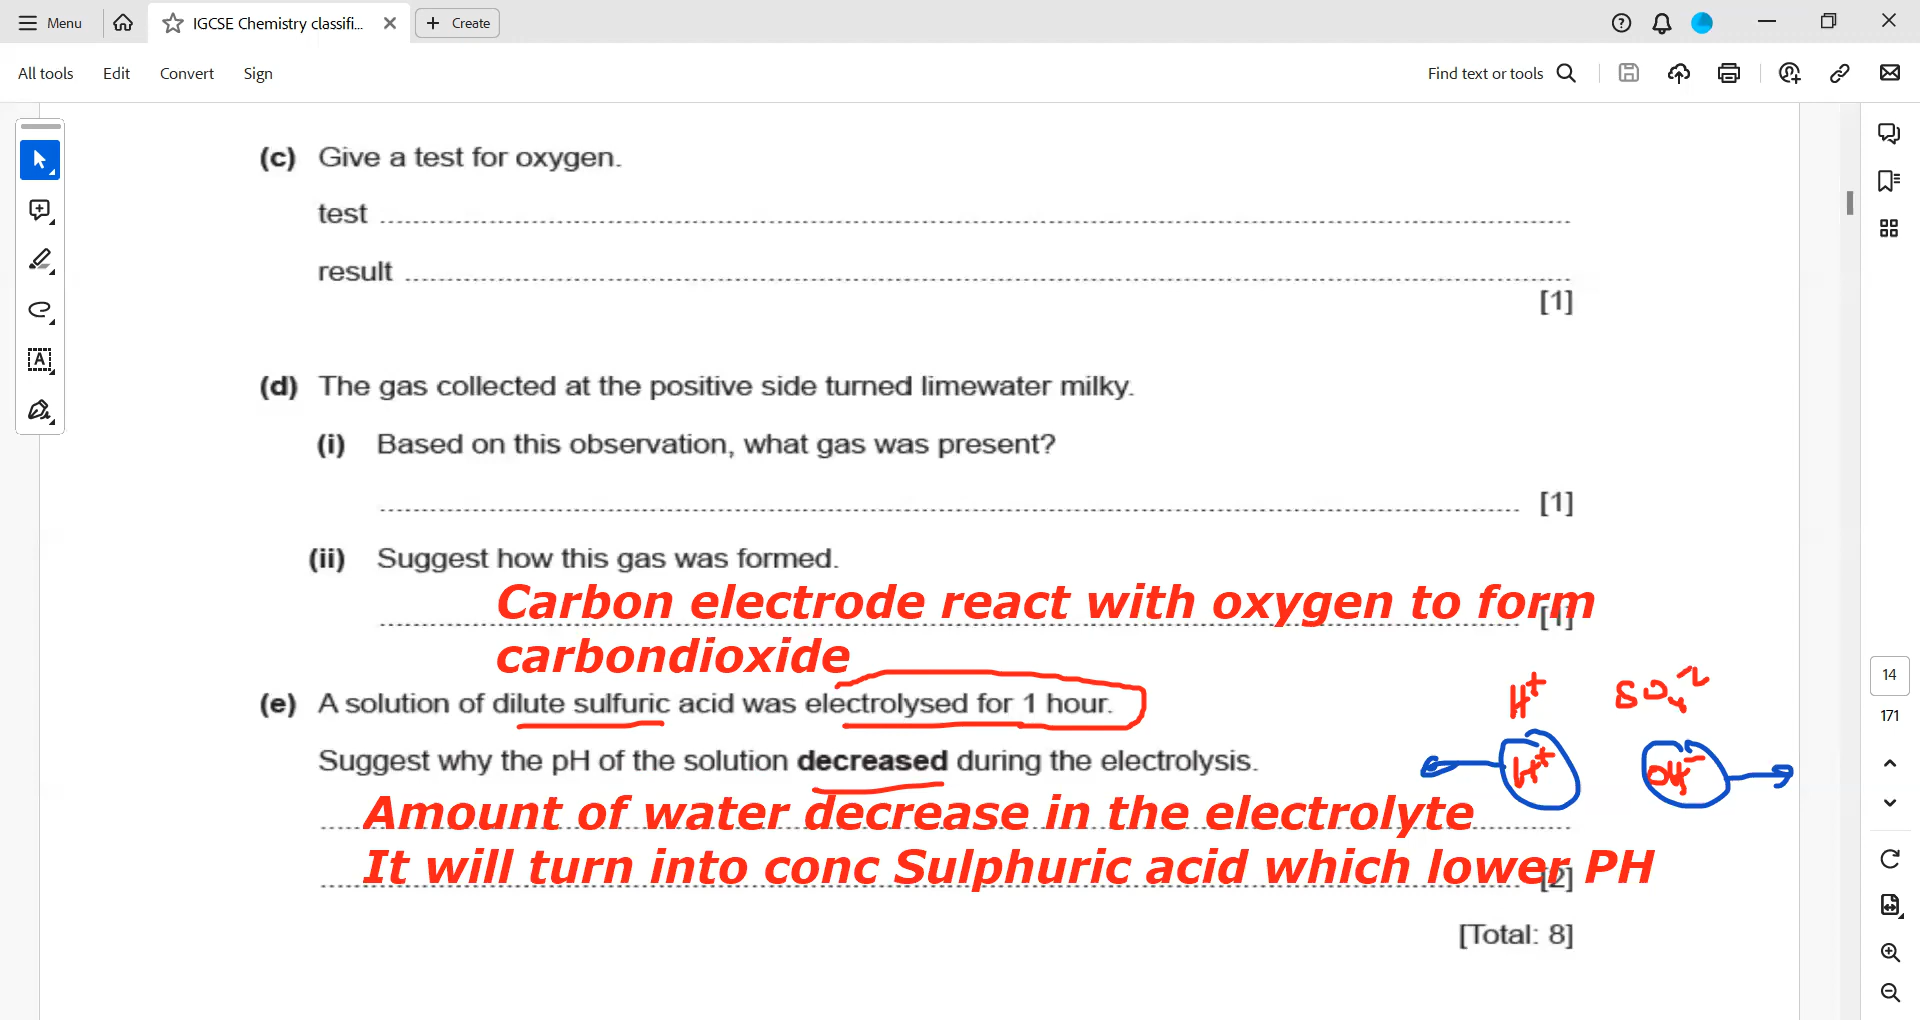 Menu
IGCSE Chemistry classifi...
Create
All tools Edit Convert Sign
Find text or tools
(c) Give a test for oxygen.
test
result
[1]
(d) The gas collected at the positive side turned limewater milky.
(i) Based on this observation, what gas was present?
[1]
(ii) Suggest how this gas was formed.
Carbon electrode react with oxygen to form
[1]
carbondioxide
(e) A solution of dilute sulfuric acid was electrolysed for 1 hour.
H+ SO4-2
Suggest why the pH of the solution decreased during the electrolysis.
H+ OH-
Amount of water decrease in the electrolyte
It will turn into conc Sulphuric acid which lower PH
[2]
[Total: 8]
14
171